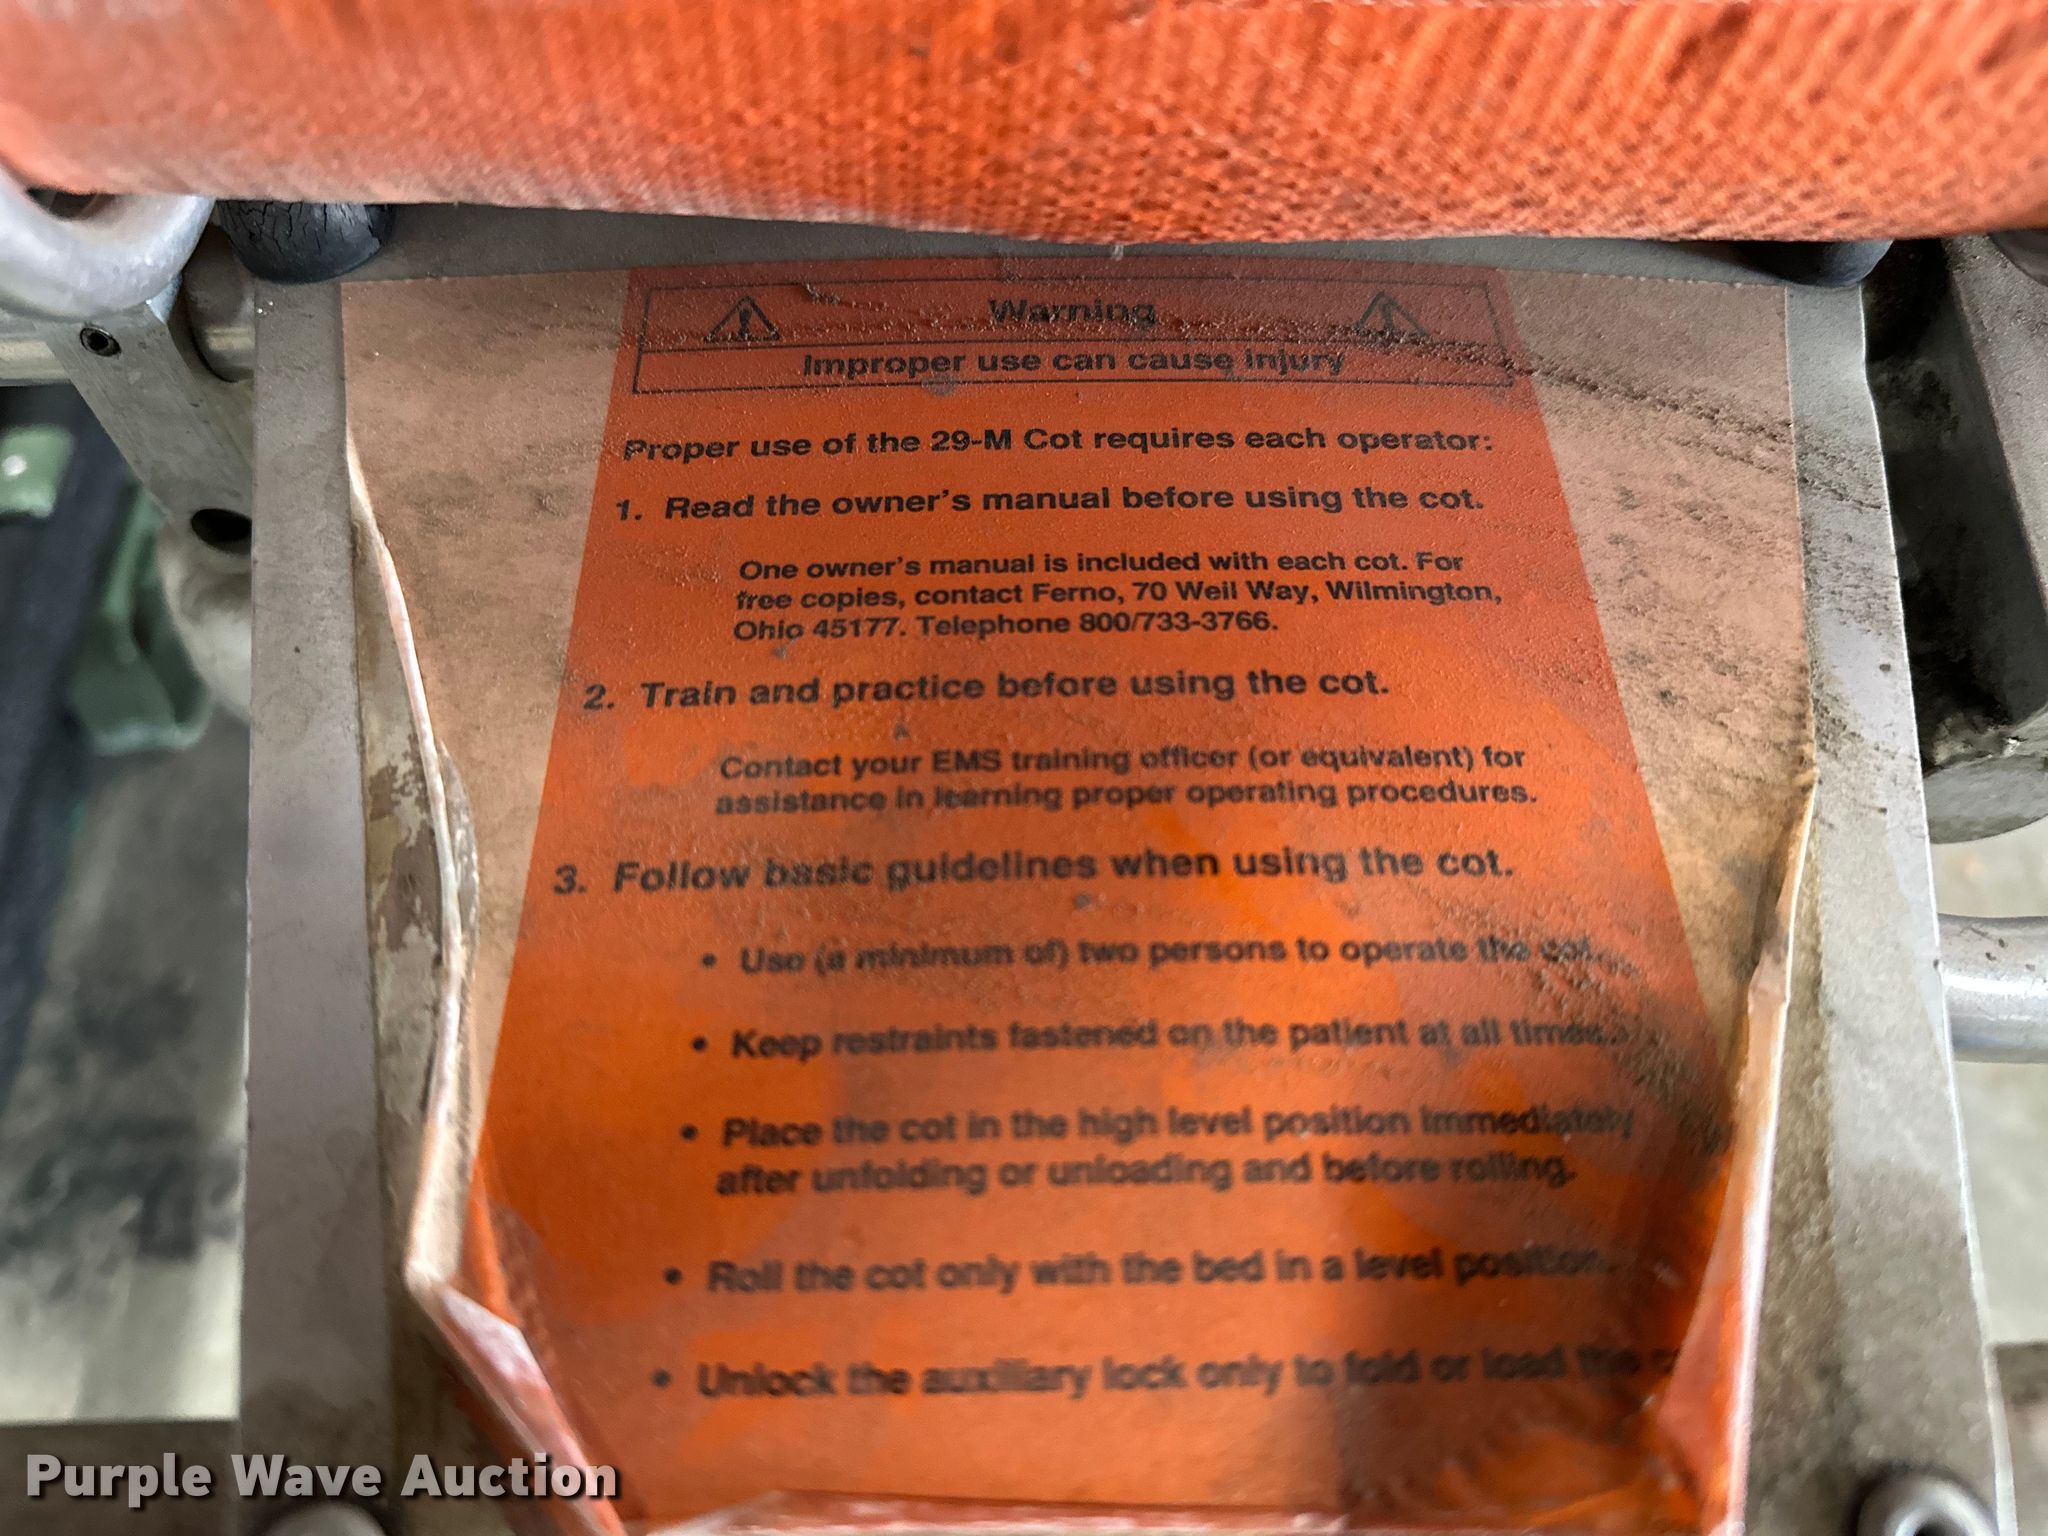 Warning
Improper use can cause injury
Proper use of the 29-M Cot requires each operator:
1. Read the owner's manual before using the cot.
One owner's manual is included with each cot. For
free copies, contact Ferno, 70 Weil Way, Wilmington,
Ohio 45177. Telephone 800/733-3766.
2. Train and practice before using the cot.
Contact your EMS training officer (or equivalent) for
assistance in learning proper operating procedures.
3. Follow basic guidelines when using the cot.
• Use (a minimum of) two persons to operate the cot.
• Keep restraints fastened on the patient at all times.
• Place the cot in the high level position immediately
after unfolding or unloading and before rolling.
• Roll the cot only with the bed in a level position.
• Unlock the auxiliary lock only to fold or load the
Purple Wave Auction